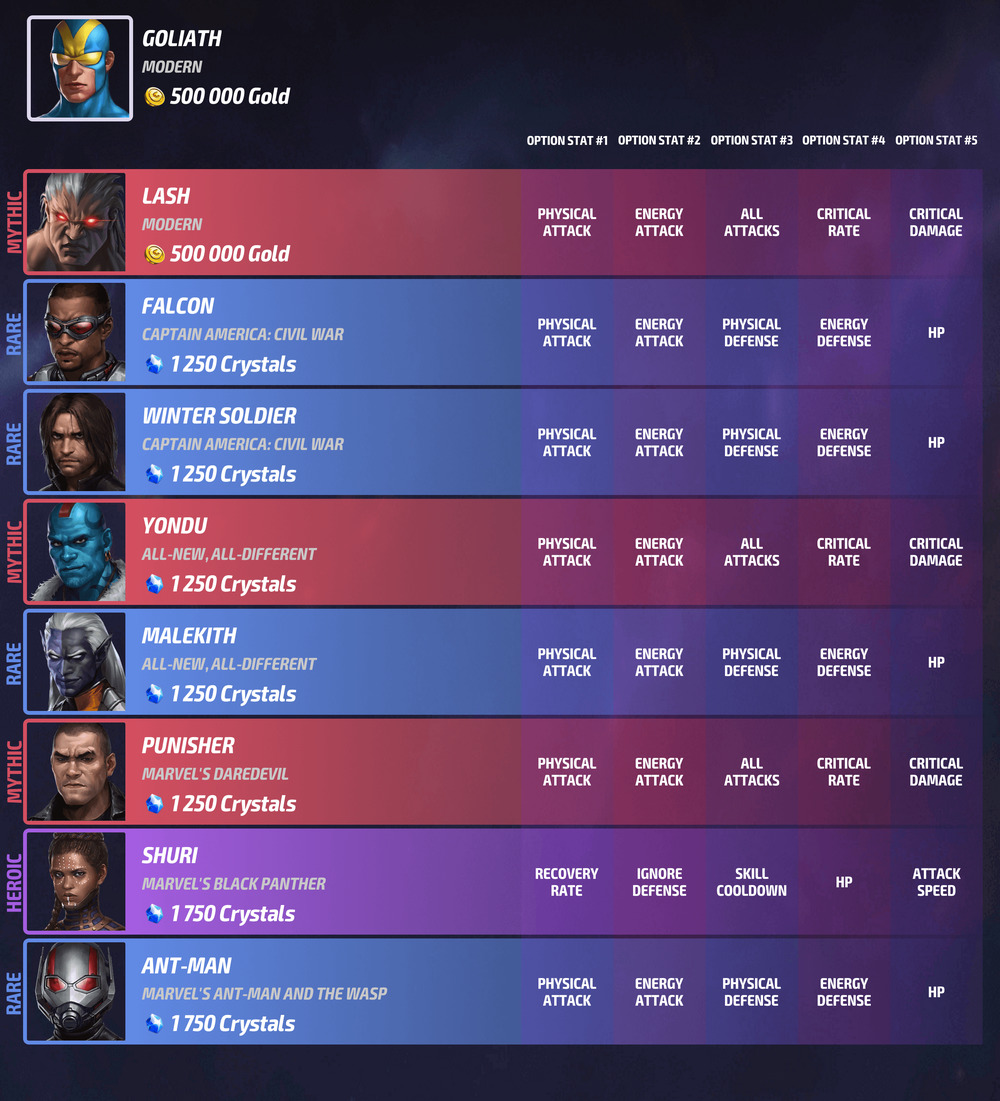 GOLIATH
MODERN
500 000 Gold
OPTION STAT #1 OPTION STAT #2 OPTION STAT #3 OPTION STAT #4 OPTION STAT #5
MYTHIC
LASH
MODERN
500 000 Gold
PHYSICAL ATTACK
ENERGY ATTACK
ALL ATTACKS
CRITICAL RATE
CRITICAL DAMAGE
RARE
FALCON
CAPTAIN AMERICA: CIVIL WAR
1 250 Crystals
PHYSICAL ATTACK
ENERGY ATTACK
PHYSICAL DEFENSE
ENERGY DEFENSE
HP
RARE
WINTER SOLDIER
CAPTAIN AMERICA: CIVIL WAR
1 250 Crystals
PHYSICAL ATTACK
ENERGY ATTACK
PHYSICAL DEFENSE
ENERGY DEFENSE
HP
MYTHIC
YONDU
ALL-NEW, ALL-DIFFERENT
1 250 Crystals
PHYSICAL ATTACK
ENERGY ATTACK
ALL ATTACKS
CRITICAL RATE
CRITICAL DAMAGE
RARE
MALEKITH
ALL-NEW, ALL-DIFFERENT
1 250 Crystals
PHYSICAL ATTACK
ENERGY ATTACK
PHYSICAL DEFENSE
ENERGY DEFENSE
HP
MYTHIC
PUNISHER
MARVEL'S DAREDEVIL
1 250 Crystals
PHYSICAL ATTACK
ENERGY ATTACK
ALL ATTACKS
CRITICAL RATE
CRITICAL DAMAGE
HEROIC
SHURI
MARVEL'S BLACK PANTHER
1 750 Crystals
RECOVERY RATE
IGNORE DEFENSE
SKILL COOLDOWN
HP
ATTACK SPEED
RARE
ANT-MAN
MARVEL'S ANT-MAN AND THE WASP
1 750 Crystals
PHYSICAL ATTACK
ENERGY ATTACK
PHYSICAL DEFENSE
ENERGY DEFENSE
HP